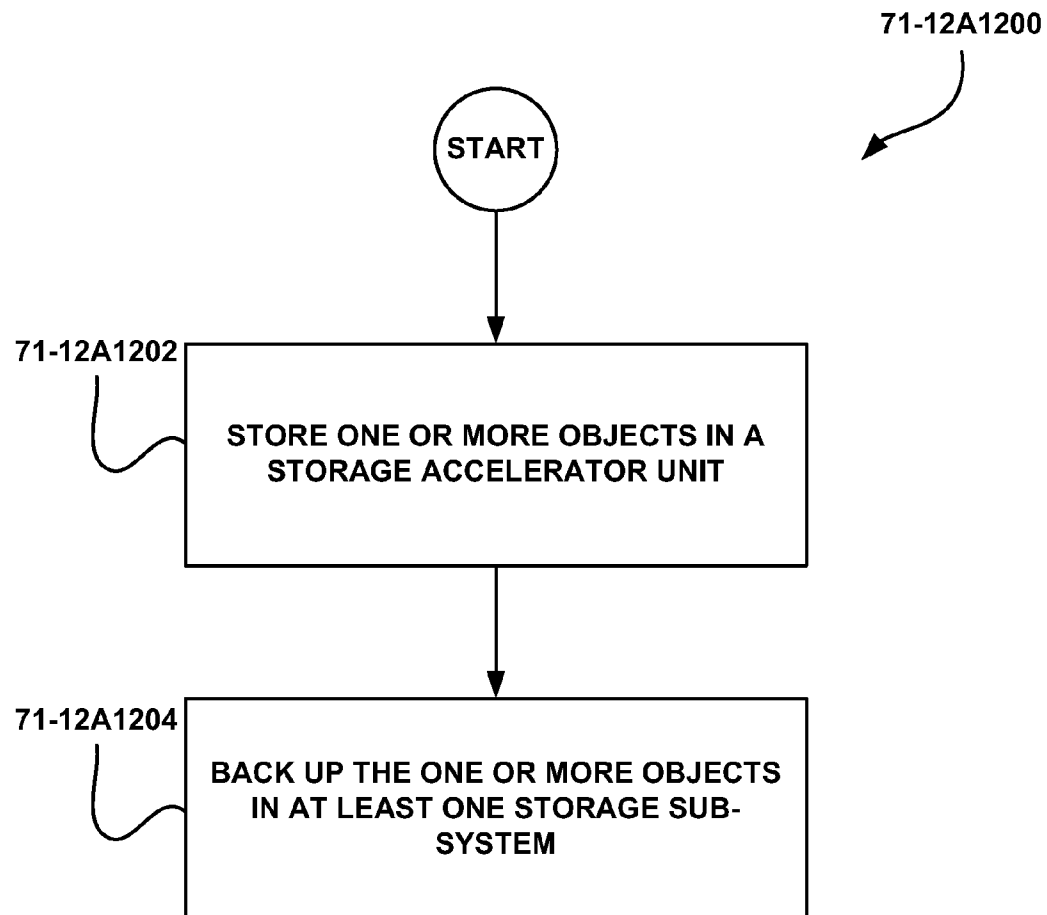 71-12A1200
START
71-12A1202
STORE ONE OR MORE OBJECTS IN A
STORAGE ACCELERATOR UNIT
71-12A1204
BACK UP THE ONE OR MORE OBJECTS
IN AT LEAST ONE STORAGE SUB-
SYSTEM